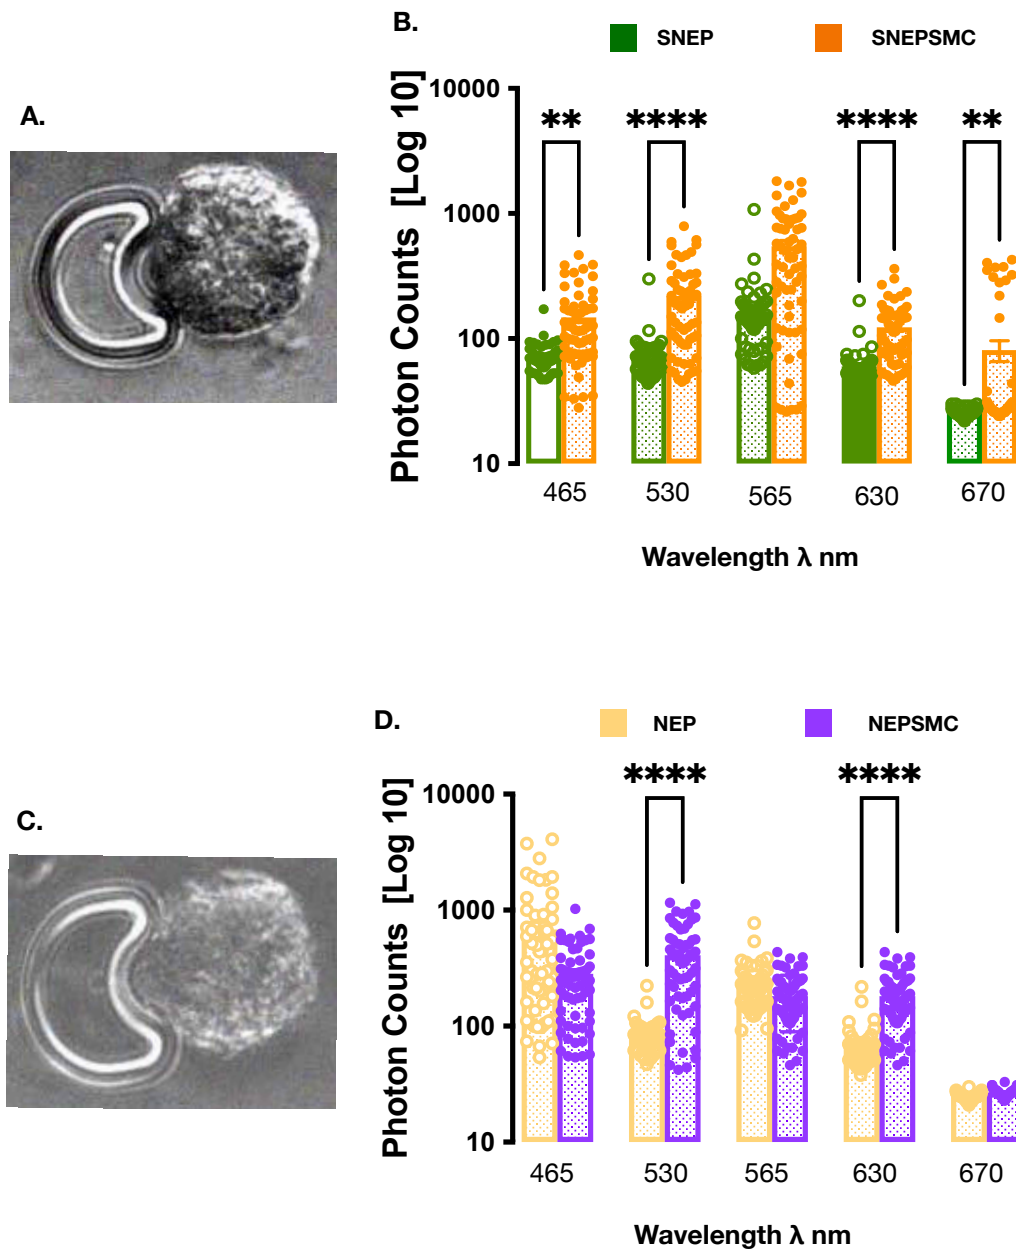 A.
B.
SNEP SNEPSMC
Photon Counts [Log 10]
10000
1000
100
10
** **** **** **
465 530 565 630 670
Wavelength λ nm
C.
D.
NEP NEPSMC
Photon Counts [Log 10]
10000
1000
100
10
**** ****
465 530 565 630 670
Wavelength λ nm